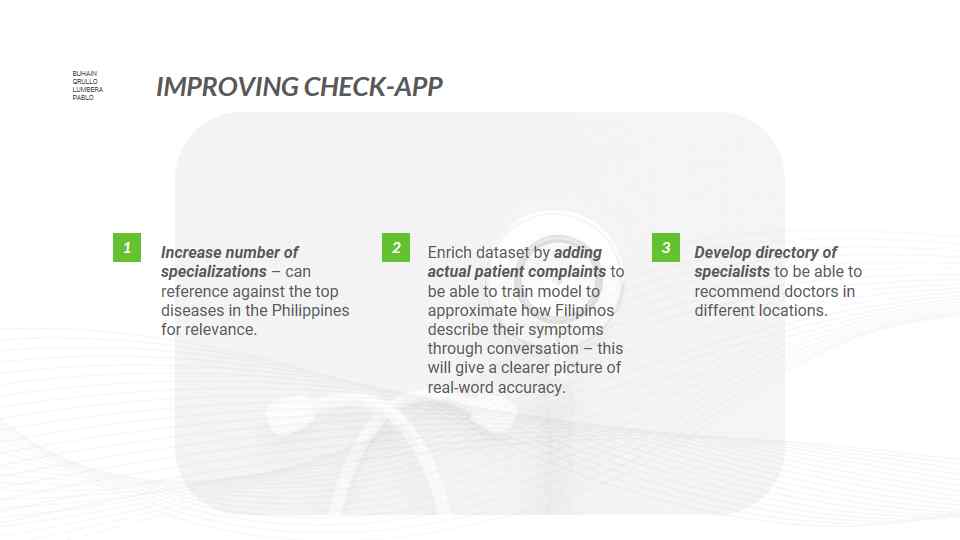 BUHAIN
QRULLO
LUMBERA
PABLO
IMPROVING CHECK-APP
1
Increase number of
specializations – can
reference against the top
diseases in the Philippines
for relevance.
2
Enrich dataset by adding
actual patient complaints to
be able to train model to
approximate how Filipinos
describe their symptoms
through conversation – this
will give a clearer picture of
real-word accuracy.
3
Develop directory of
specialists to be able to
recommend doctors in
different locations.